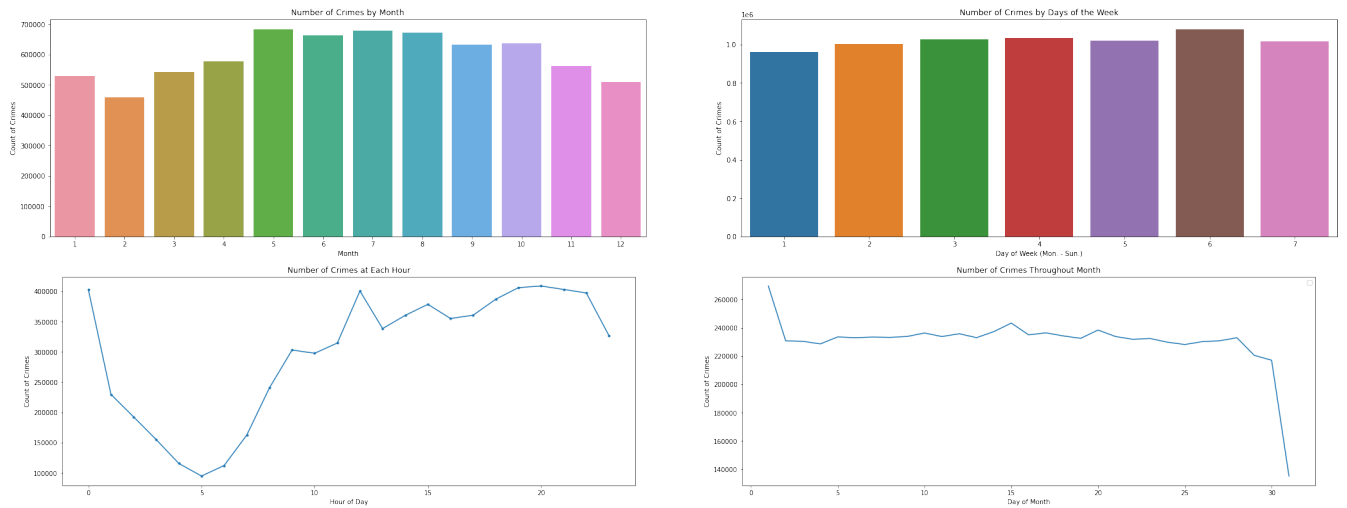 Number of Crimes by Month
700000
600000
500000
400000
300000
200000
100000
0
Count of Crimes
1 2 3 4 5 6 7 8 9 10 11 12
Month
Number of Crimes by Days of the Week
1e6
1.0
0.8
0.6
0.4
0.2
0.0
Count of Crimes
1 2 3 4 5 6 7
Day of Week (Mon. - Sun.)
Number of Crimes at Each Hour
400000
350000
300000
250000
200000
150000
100000
Count of Crimes
0 5 10 15 20
Hour of Day
Number of Crimes Throughout Month
260000
240000
220000
200000
180000
160000
140000
Count of Crimes
0 5 10 15 20 25 30
Day of Month